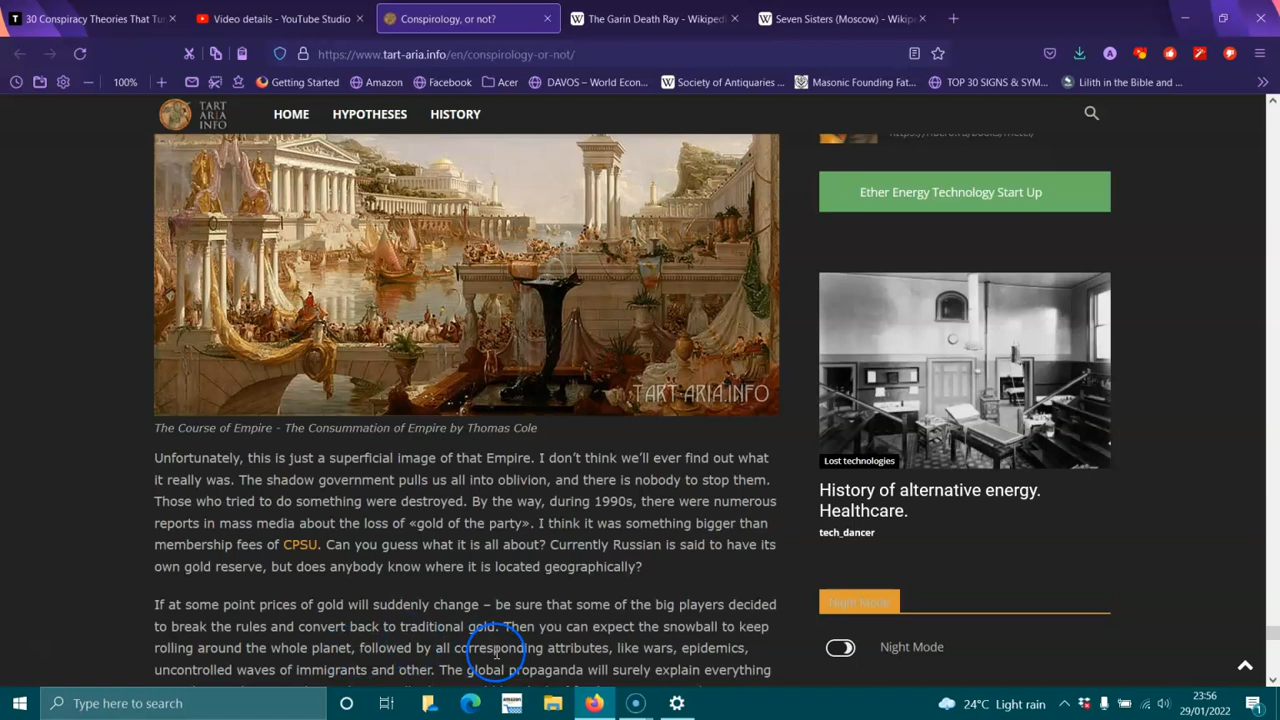 30 Conspiracy Theories That Tur
Video details - YouTube Studio
Conspirology, or not?
The Garin Death Ray - Wikiped
Seven Sisters (Moscow) - Wikip
https://www.tart-aria.info/en/conspirology-or-not/
100%
Getting Started
Amazon
Facebook
Acer
DAVOS – World Econ...
Society of Antiquaries ...
Masonic Founding Fat...
TOP 30 SIGNS & SYM...
Lilith in the Bible and ...
TART
ARIA
INFO
HOME
HYPOTHESES
HISTORY
Ether Energy Technology Start Up
TART-ARIA.INFO
The Course of Empire - The Consummation of Empire by Thomas Cole
Unfortunately, this is just a superficial image of that Empire. I don't think we'll ever find out what
it really was. The shadow government pulls us all into oblivion, and there is nobody to stop them.
Those who tried to do something were destroyed. By the way, during 1990s, there were numerous
reports in mass media about the loss of «gold of the party». I think it was something bigger than
membership fees of CPSU. Can you guess what it is all about? Currently Russian is said to have its
own gold reserve, but does anybody know where it is located geographically?
If at some point prices of gold will suddenly change – be sure that some of the big players decided
to break the rules and convert back to traditional gold. Then you can expect the snowball to keep
rolling around the whole planet, followed by all corresponding attributes, like wars, epidemics,
uncontrolled waves of immigrants and other. The global propaganda will surely explain everything
Lost technologies
History of alternative energy.
Healthcare.
tech_dancer
Night Mode
Night Mode
Type here to search
24°C Light rain
23:56
29/01/2022